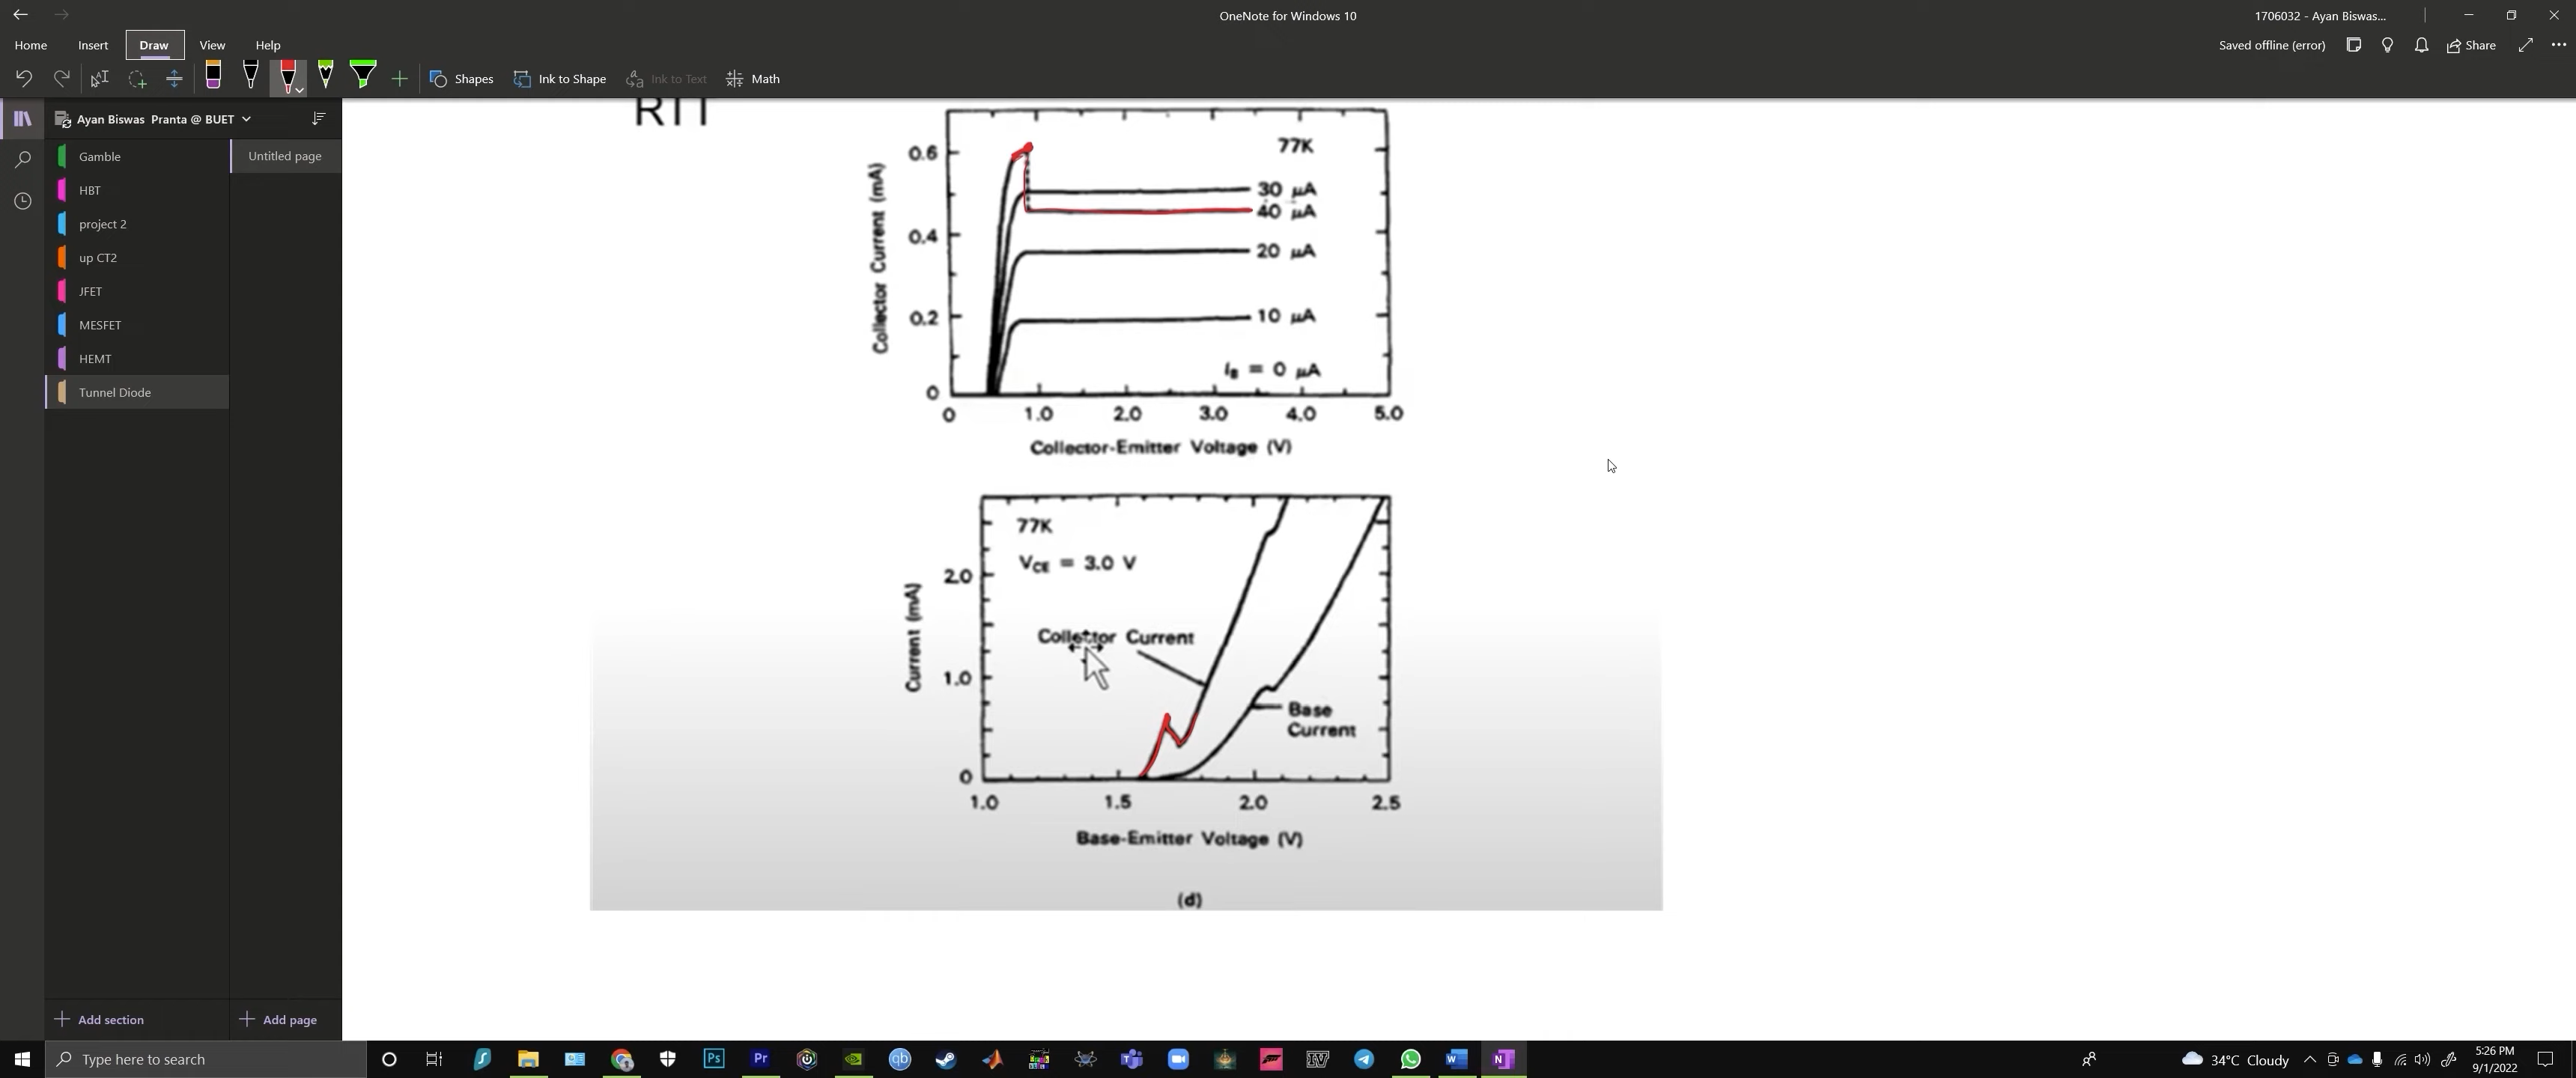 OneNote for Windows 10
1706032 - Ayan Biswas...
Home Insert Draw View Help
Saved offline (error) Share
Shapes Ink to Shape Ink to Text Math
Ayan Biswas Pranta @ BUET
Untitled page
Gamble
HBT
project 2
up CT2
JFET
MESFET
HEMT
Tunnel Diode
Add section
Add page
Collector Current (mA)
0.6
0.4
0.2
0
77K
30 μA
40 μA
20 μA
10 μA
iB = 0 μA
0 1.0 2.0 3.0 4.0 5.0
Collector-Emitter Voltage (V)
77K
VCE = 3.0 V
Current (mA)
2.0
1.0
0
Collector Current
Base
Current
1.0 1.5 2.0 2.5
Base-Emitter Voltage (V)
(d)
Type here to search
34°C Cloudy
5:26 PM
9/1/2022